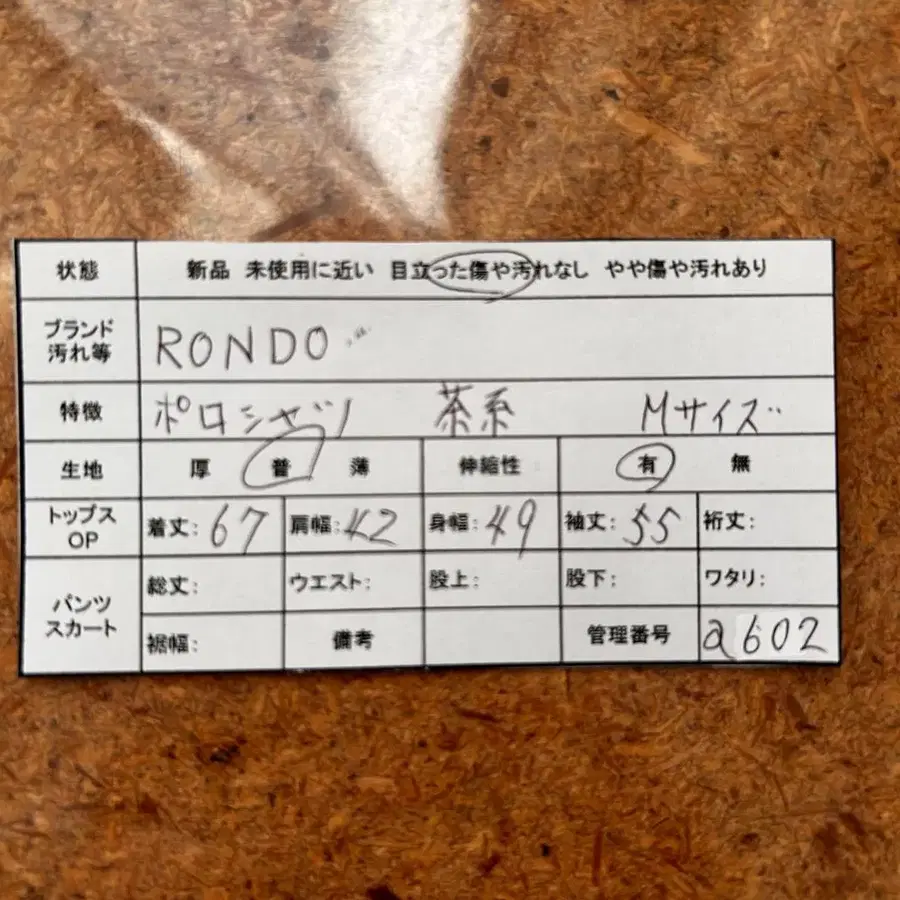 状態 新品 未使用に近い 目立った傷や汚れなし やや傷や汚れあり
ブランド
汚れ等 RONDO
特徴 ポロシャツ 茶系 Mサイズ
生地 厚 普 薄 伸縮性 有 無
トップス
OP 着丈: 67 肩幅: 42 身幅: 49 袖丈: 55 裄丈:
パンツ
スカート 総丈: ウエスト: 股上: 股下: ワタリ:
裾幅: 備考 管理番号 a602